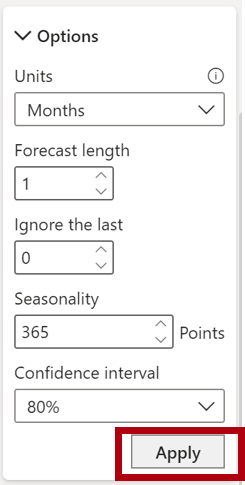 Options
Units
Months
Forecast length
1
Ignore the last
0
Seasonality
365 Points
Confidence interval
80%
Apply